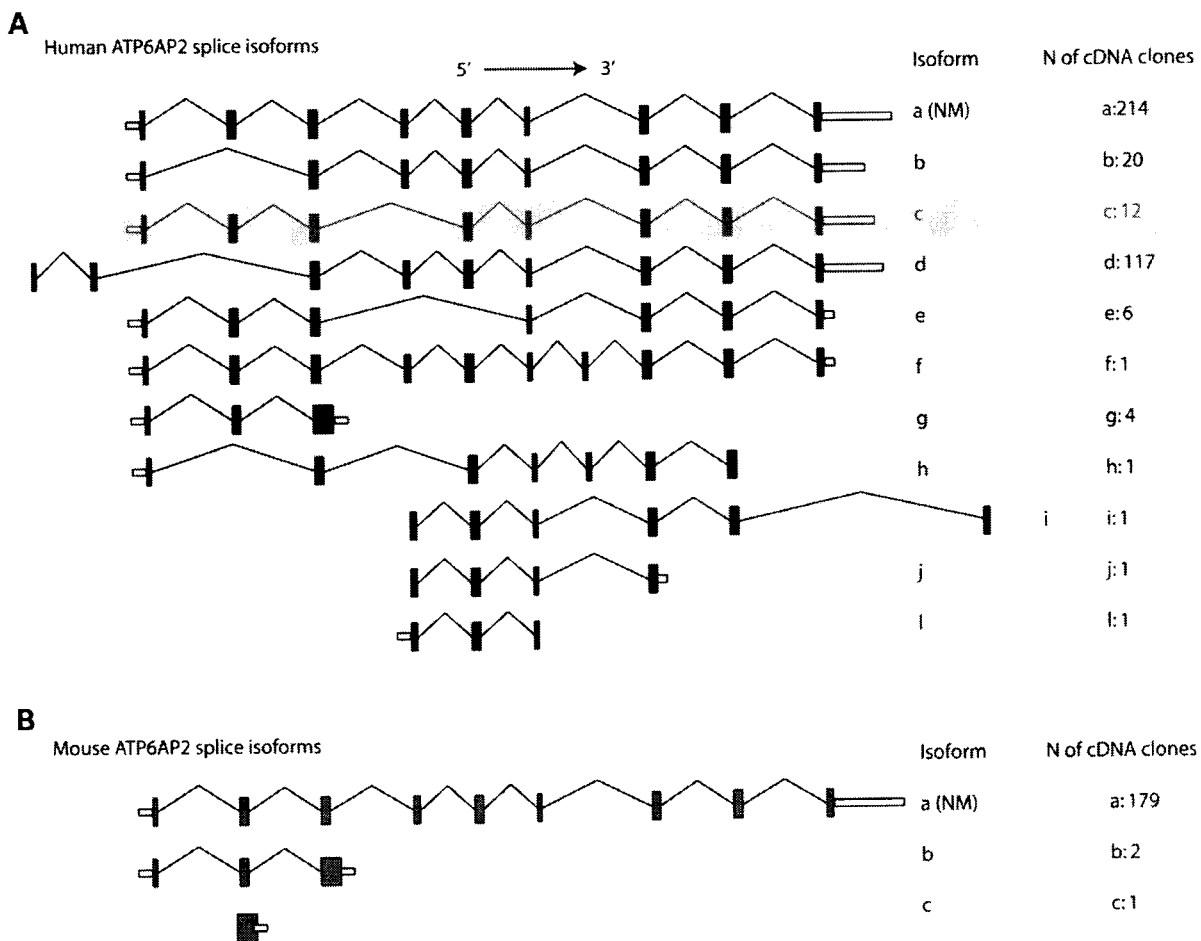 A
Human ATP6AP2 splice isoforms
5' 3'
Isoform N of cDNA clones
a (NM) a:214
b b: 20
c c: 12
d d: 117
e e: 6
f f: 1
g g: 4
h h: 1
i i: 1
j j: 1
l l: 1
B
Mouse ATP6AP2 splice isoforms
Isoform N of cDNA clones
a (NM) a: 179
b b: 2
c c: 1